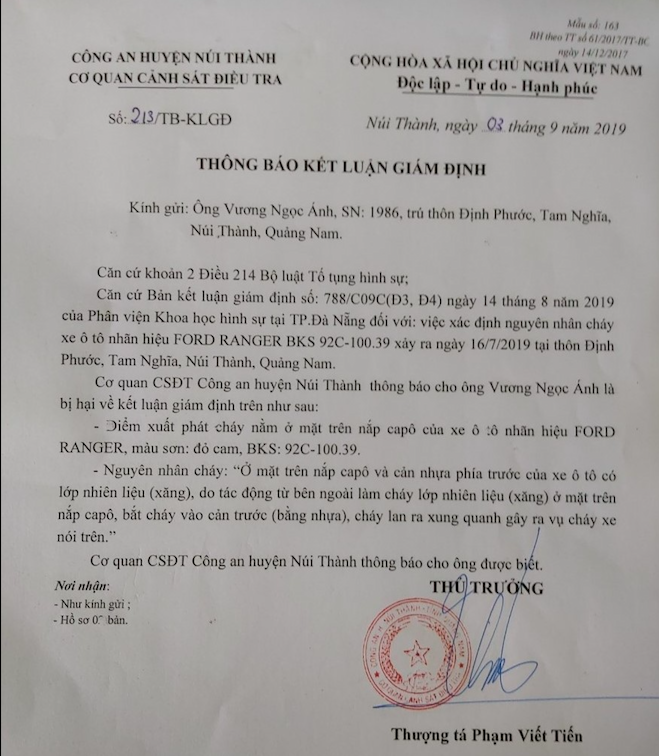 Mẫu số: 163
BH theo TT số 61/2017/TT-BC
ngày 14/12/2017
CÔNG AN HUYỆN NÚI THÀNH
CƠ QUAN CẢNH SÁT ĐIỀU TRA
CỘNG HÒA XÃ HỘI CHỦ NGHĨA VIỆT NAM
Độc lập - Tự do - Hạnh phúc
Số: 213/TB-KLGĐ
Núi Thành, ngày 03 tháng 9 năm 2019
THÔNG BÁO KẾT LUẬN GIÁM ĐỊNH
Kính gửi: Ông Vương Ngọc Ánh, SN: 1986, trú thôn Định Phước, Tam Nghĩa,
Núi Thành, Quảng Nam.
Căn cứ khoản 2 Điều 214 Bộ luật Tố tụng hình sự;
Căn cứ Bản kết luận giám định số: 788/C09C(Đ3, Đ4) ngày 14 tháng 8 năm 2019
của Phân viện Khoa học hình sự tại TP.Đà Nẵng đối với: việc xác định nguyên nhân cháy
xe ô tô nhãn hiệu FORD RANGER BKS 92C-100.39 xảy ra ngày 16/7/2019 tại thôn Định
Phước, Tam Nghĩa, Núi Thành, Quảng Nam.
Cơ quan CSĐT Công an huyện Núi Thành thông báo cho ông Vương Ngọc Ánh là
bị hại về kết luận giám định trên như sau:
- Điểm xuất phát cháy nằm ở mặt trên nắp capô của xe ô tô nhãn hiệu FORD
RANGER, màu sơn: đỏ cam, BKS: 92C-100.39.
- Nguyên nhân cháy: “Ở mặt trên nắp capô và cản nhựa phía trước của xe ô tô có
lớp nhiên liệu (xăng), do tác động từ bên ngoài làm cháy lớp nhiên liệu (xăng) ở mặt trên
nắp capô, bắt cháy vào cản trước (bằng nhựa), cháy lan ra xung quanh gây ra vụ cháy xe
nói trên.”
Cơ quan CSĐT Công an huyện Núi Thành thông báo cho ông được biết.
Nơi nhận:
- Như kính gửi ;
- Hồ sơ bản.
THỦ TRƯỞNG
Thượng tá Phạm Viết Tiến